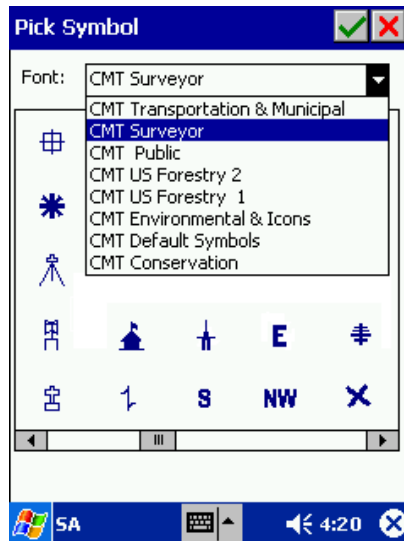 Pick Symbol
Font: CMT Surveyor
CMT Transportation & Municipal
CMT Surveyor
CMT Public
CMT US Forestry 2
CMT US Forestry 1
CMT Environmental & Icons
CMT Default Symbols
CMT Conservation
E
S NW
SA 4:20